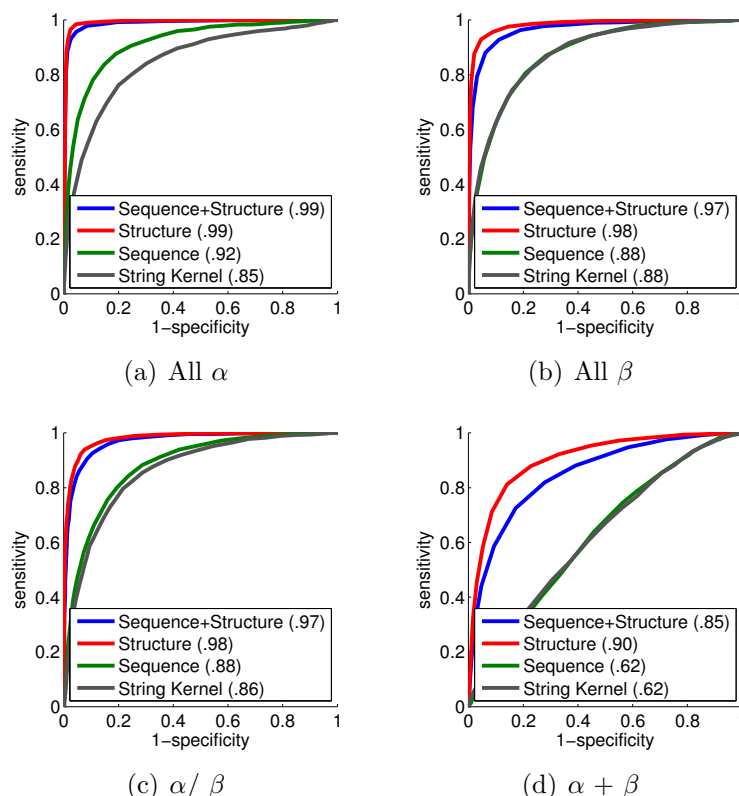 1
0.8
0.6
0.4
0.2
0
0 0.2 0.4 0.6 0.8 1
sensitivity
1-specificity
Sequence+Structure (.99)
Structure (.99)
Sequence (.92)
String Kernel (.85)
(a) All α
1
0.8
0.6
0.4
0.2
0
0 0.2 0.4 0.6 0.8
sensitivity
1-specificity
Sequence+Structure (.97)
Structure (.98)
Sequence (.88)
String Kernel (.88)
(b) All β
1
0.8
0.6
0.4
0.2
0
0 0.2 0.4 0.6 0.8 1
sensitivity
1-specificity
Sequence+Structure (.97)
Structure (.98)
Sequence (.88)
String Kernel (.86)
(c) α/ β
1
0.8
0.6
0.4
0.2
0
0 0.2 0.4 0.6 0.8
sensitivity
1-specificity
Sequence+Structure (.85)
Structure (.90)
Sequence (.62)
String Kernel (.62)
(d) α + β